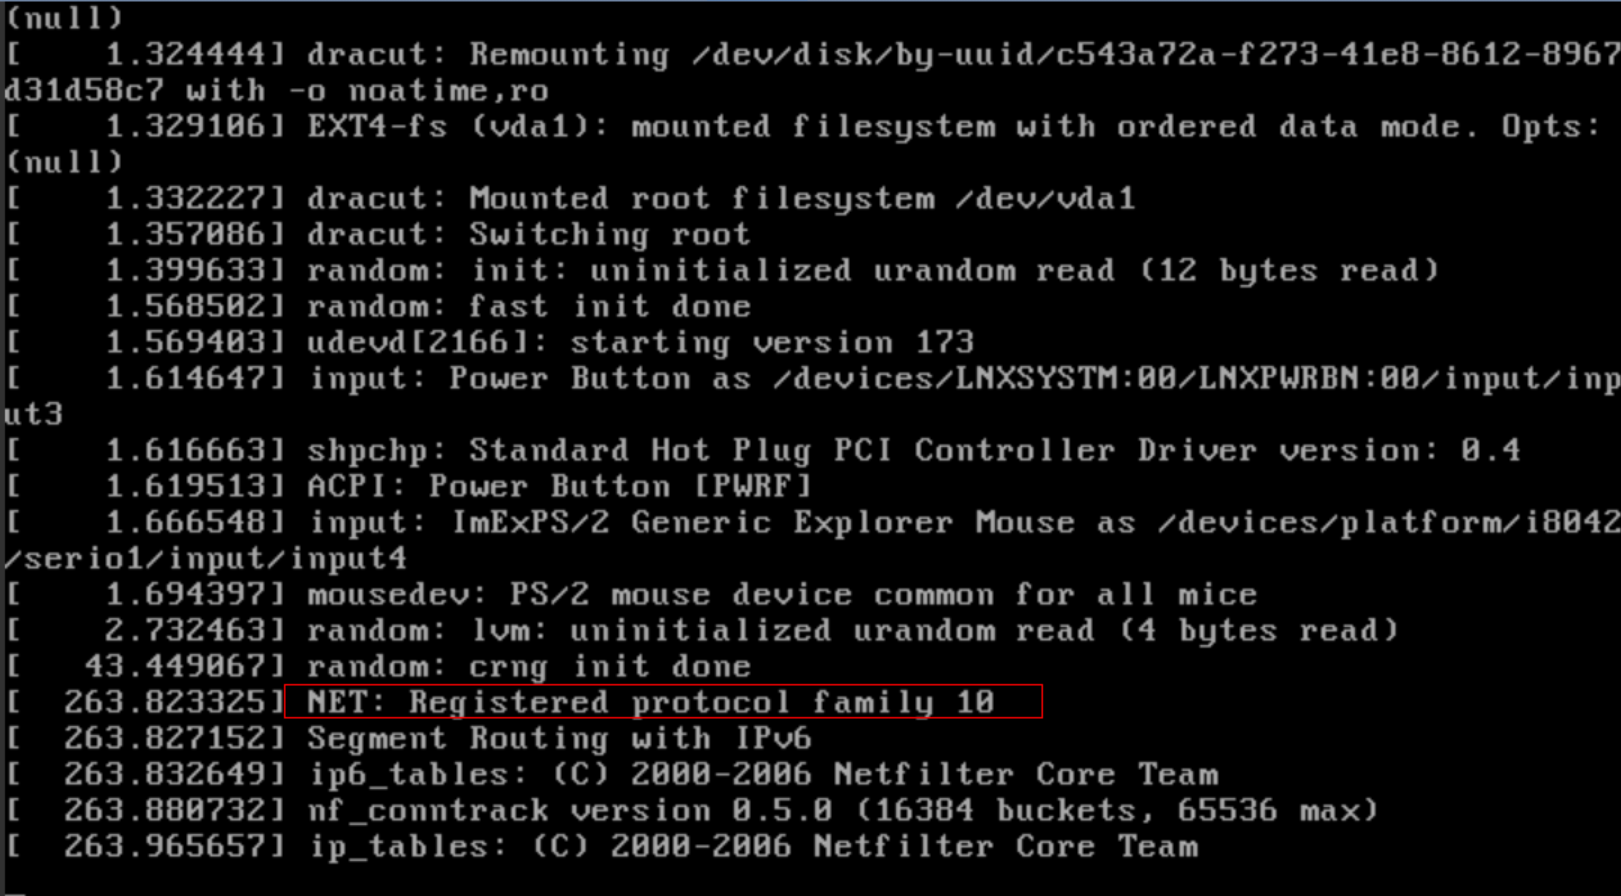 (null)
[    1.324444] dracut: Remounting /dev/disk/by-uuid/c543a72a-f273-41e8-8612-8967
d31d58c7 with -o noatime,ro
[    1.329106] EXT4-fs (vda1): mounted filesystem with ordered data mode. Opts:
(null)
[    1.332227] dracut: Mounted root filesystem /dev/vda1
[    1.357086] dracut: Switching root
[    1.399633] random: init: uninitialized urandom read (12 bytes read)
[    1.568502] random: fast init done
[    1.569403] udevd[2166]: starting version 173
[    1.614647] input: Power Button as /devices/LNXSYSTM:00/LNXPWRBN:00/input/inp
ut3
[    1.616663] shpchp: Standard Hot Plug PCI Controller Driver version: 0.4
[    1.619513] ACPI: Power Button [PWRF]
[    1.666548] input: ImExPS/2 Generic Explorer Mouse as /devices/platform/i8042
/serio1/input/input4
[    1.694397] mousedev: PS/2 mouse device common for all mice
[    2.732463] random: lvm: uninitialized urandom read (4 bytes read)
[   43.449067] random: crng init done
[  263.823325] NET: Registered protocol family 10
[  263.827152] Segment Routing with IPv6
[  263.832649] ip6_tables: (C) 2000-2006 Netfilter Core Team
[  263.880732] nf_conntrack version 0.5.0 (16384 buckets, 65536 max)
[  263.965657] ip_tables: (C) 2000-2006 Netfilter Core Team